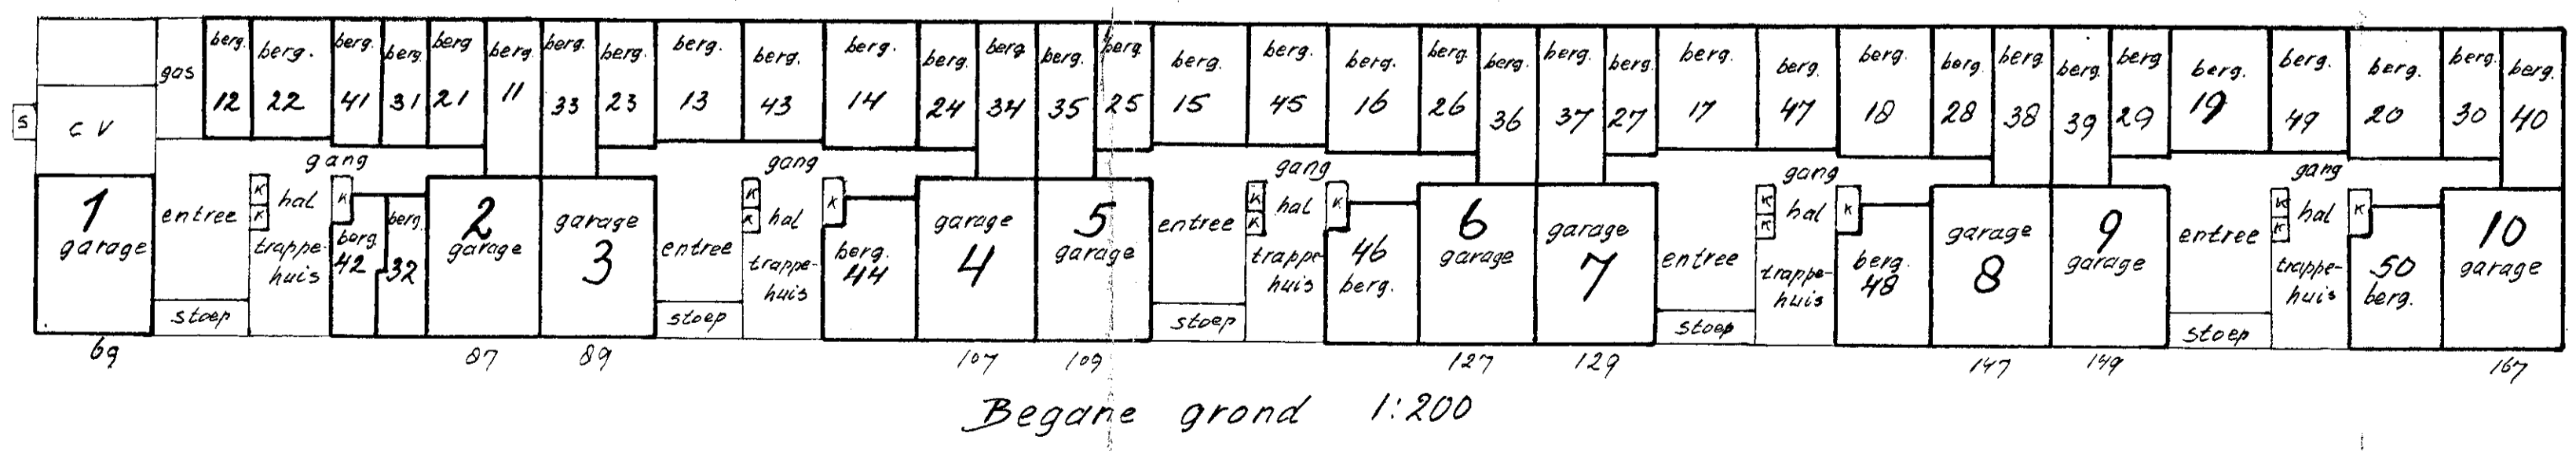 berg. berg. berg. berg. berg berg. berg. berg. berg. berg. berg. berg. berg berg. berg. berg. berg. berg. berg. berg. berg. berg. berg. berg. berg. berg. berg. berg. berg. berg. berg. berg. berg.
gas
12 22 41 31 21 11 33 23 13 43 14 24 34 35 25 15 45 16 26 36 37 27 17 47 18 28 38 39 29 19 49 20 30 40
S CV
gang gang gang gang gang
1 garage
entree
K
K
hal
trappe-
huis
stoep
K
berg
42
berg.
32
2
garage
garage
3
entree
stoep
K
K
hal
trappe-
huis
K
berg.
44
garage
4
5
garage
entree
stoep
K
K
hal
trappe-
huis
K
46
berg.
6
garage
garage
7
entree
stoep
K
K
hal
trappe-
huis
K
berg.
48
garage
8
9
garage
entree
stoep
K
K
hal
trappe-
huis
K
50
berg.
10
garage
69 87 89 107 109 127 129 147 149 167
Begane grond 1:200